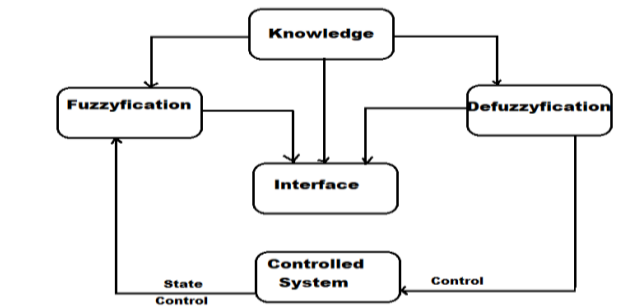 Knowledge
Fuzzyfication
Defuzzyfication
Interface
Controlled
System
State
Control
Control